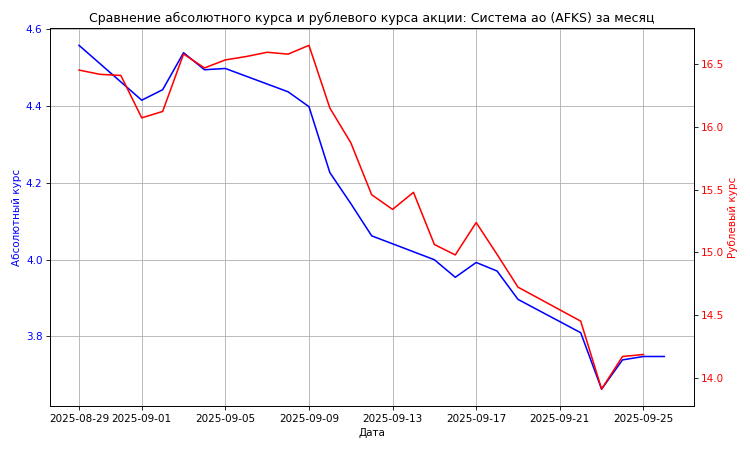 Сравнение абсолютного курса и рублевого курса акции: Система ао (AFKS) за месяц
4.6
4.4
4.2
4.0
3.8
Абсолютный курс
16.5
16.0
15.5
15.0
14.5
14.0
Рублевый курс
2025-08-29 2025-09-01 2025-09-05 2025-09-09 2025-09-13 2025-09-17 2025-09-21 2025-09-25
Дата